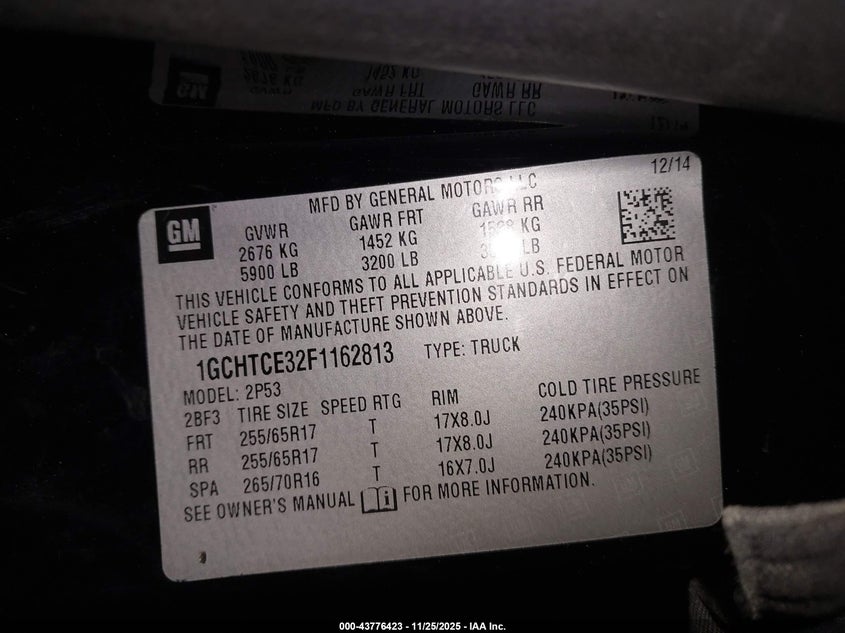 12/14
MFD BY GENERAL MOTORS LLC
GM
GVWR GAWR FRT GAWR RR
2676 KG 1452 KG KG
5900 LB 3200 LB LB
THIS VEHICLE CONFORMS TO ALL APPLICABLE U.S. FEDERAL MOTOR
VEHICLE SAFETY AND THEFT PREVENTION STANDARDS IN EFFECT ON
THE DATE OF MANUFACTURE SHOWN ABOVE.
1GCHTCE32F1162813 TYPE: TRUCK
MODEL: 2P53
2BF3 TIRE SIZE SPEED RTG RIM COLD TIRE PRESSURE
FRT 255/65R17 T 17X8.0J 240KPA(35PSI)
RR 255/65R17 T 17X8.0J 240KPA(35PSI)
SPA 265/70R16 T 16X7.0J 240KPA(35PSI)
SEE OWNER'S MANUAL i FOR MORE INFORMATION.
000-43776423 - 11/25/2025 - IAA Inc.